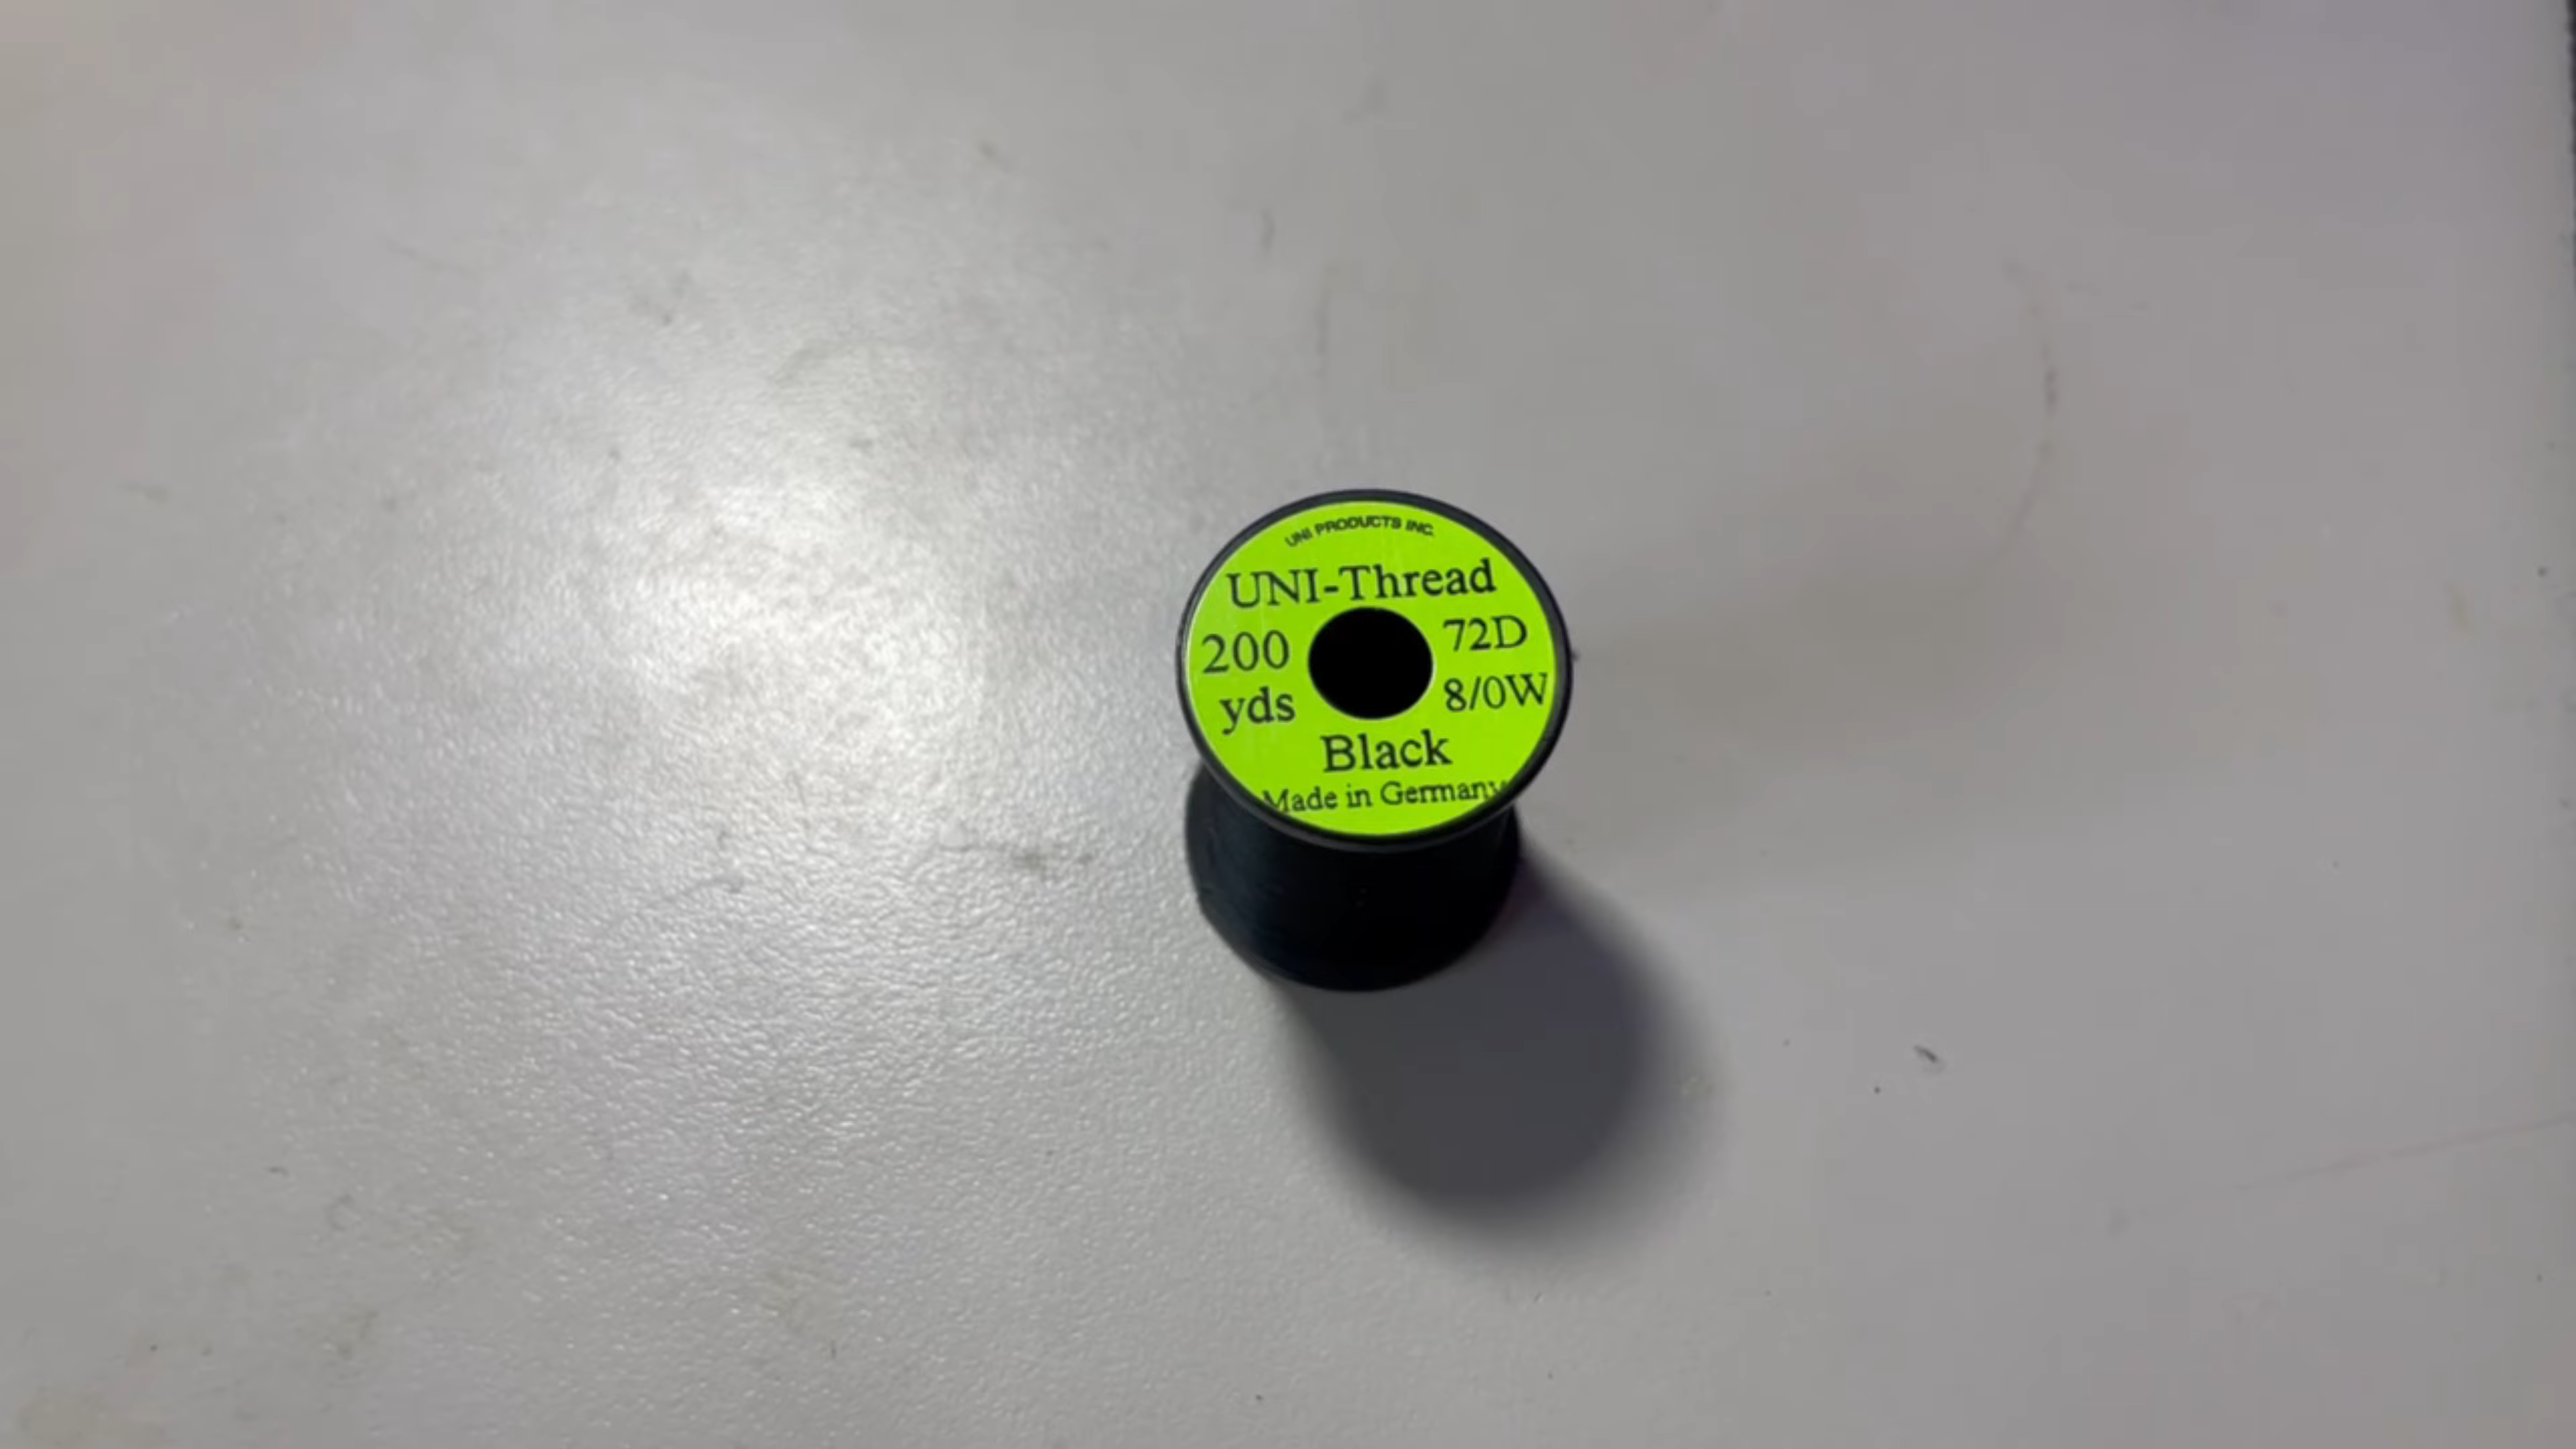 UNI PRODUCTS INC.
UNI-Thread
200 yds
72D
8/0W
Black
Made in Germany